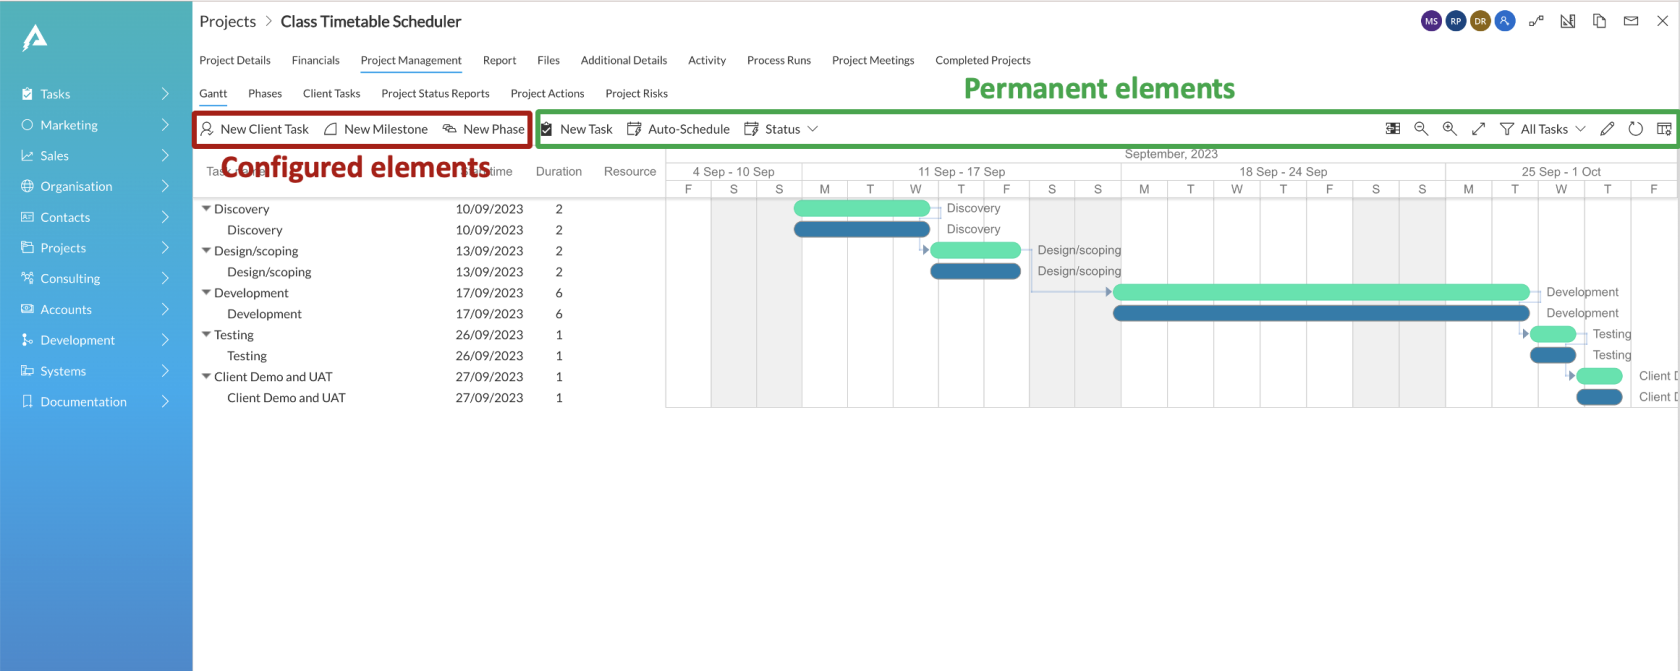 Projects > Class Timetable Scheduler
MS RP DR
Project Details Financials Project Management Report Files Additional Details Activity Process Runs Project Meetings Completed Projects
Permanent elements
Gantt Phases Client Tasks Project Status Reports Project Actions Project Risks
New Client Task New Milestone New Phase New Task Auto-Schedule Status All Tasks
Configured elements
Duration Resource
September, 2023
4 Sep - 10 Sep 11 Sep - 17 Sep 18 Sep - 24 Sep 25 Sep - 1 Oct
F S S M T W T F S S M T W T F S S M T W T F
Tasks
Marketing
Sales
Organisation
Contacts
Projects
Consulting
Accounts
Development
Systems
Documentation
Discovery 10/09/2023 2 Discovery
Discovery 10/09/2023 2 Discovery
Design/scoping 13/09/2023 2 Design/scoping
Design/scoping 13/09/2023 2 Design/scoping
Development 17/09/2023 6 Development
Development 17/09/2023 6 Development
Testing 26/09/2023 1 Testing
Testing 26/09/2023 1 Testing
Client Demo and UAT 27/09/2023 1 Client
Client Demo and UAT 27/09/2023 1 Client